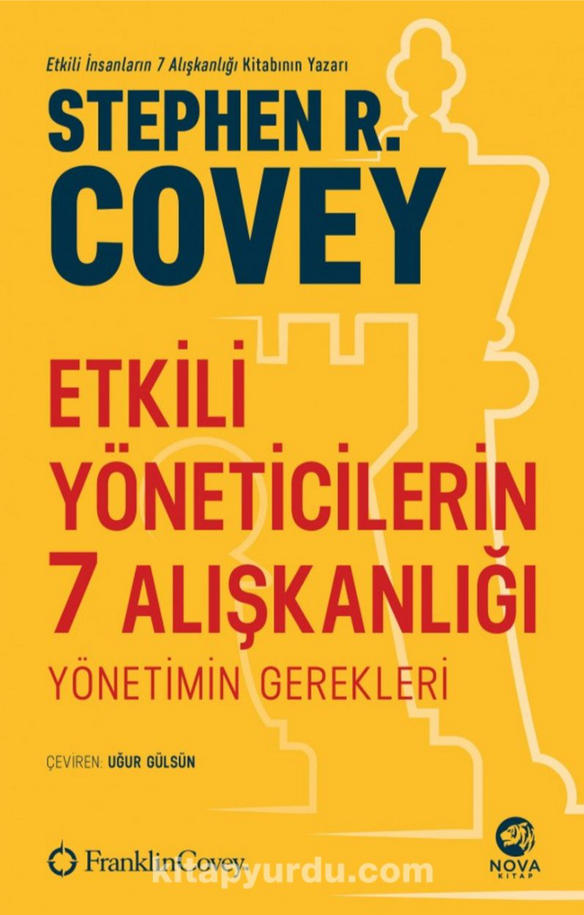 Etkili İnsanların 7 Alışkanlığı Kitabının Yazarı
STEPHEN R.
COVEY
ETKİLİ
YÖNETİCİLERİN
7 ALIŞKANLIĞI
YÖNETİMİN GEREKLERİ
ÇEVİREN: UĞUR GÜLSÜN
FranklinCovey
NOVA
KİTAP
kitapyurdu.com